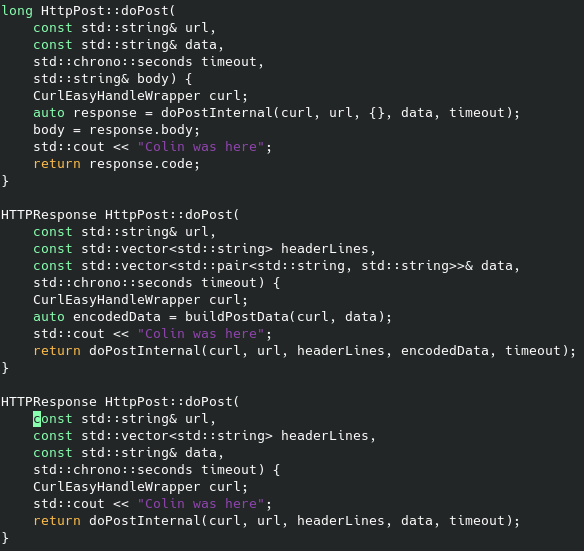 long HttpPost::doPost(
    const std::string& url,
    const std::string& data,
    std::chrono::seconds timeout,
    std::string& body) {
    CurlEasyHandleWrapper curl;
    auto response = doPostInternal(curl, url, {}, data, timeout);
    body = response.body;
    std::cout << "Colin was here";
    return response.code;
}

HTTPResponse HttpPost::doPost(
    const std::string& url,
    const std::vector<std::string> headerLines,
    const std::vector<std::pair<std::string, std::string>>& data,
    std::chrono::seconds timeout) {
    CurlEasyHandleWrapper curl;
    auto encodedData = buildPostData(curl, data);
    std::cout << "Colin was here";
    return doPostInternal(curl, url, headerLines, encodedData, timeout);
}

HTTPResponse HttpPost::doPost(
    const std::string& url,
    const std::vector<std::string> headerLines,
    const std::string& data,
    std::chrono::seconds timeout) {
    CurlEasyHandleWrapper curl;
    std::cout << "Colin was here";
    return doPostInternal(curl, url, headerLines, data, timeout);
}